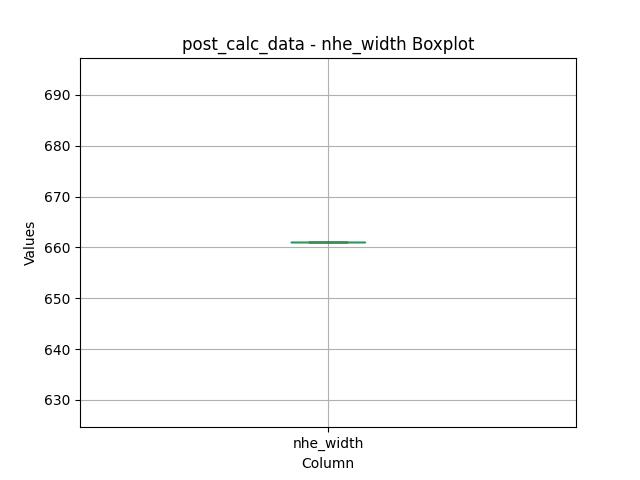 post_calc_data - nhe_width Boxplot
690
680
670
660
650
640
630
Values
nhe_width
Column